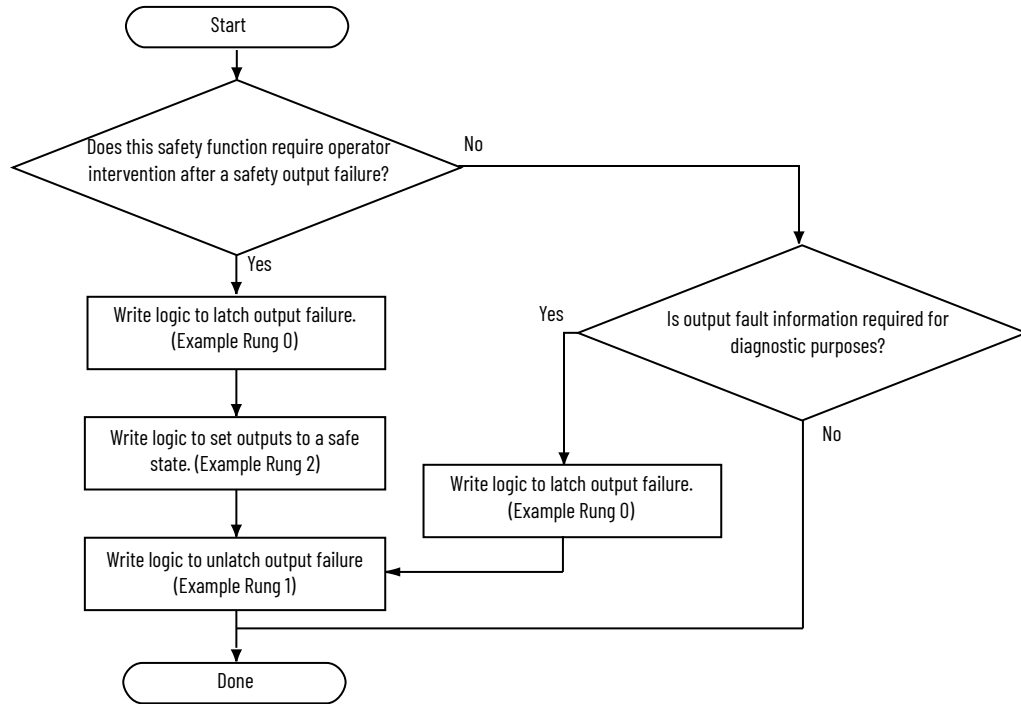 Start
Does this safety function require operator
intervention after a safety output failure?
No
Yes
Write logic to latch output failure.
(Example Rung 0)
Is output fault information required for
diagnostic purposes?
Yes
No
Write logic to set outputs to a safe
state. (Example Rung 2)
Write logic to latch output failure.
(Example Rung 0)
Write logic to unlatch output failure
(Example Rung 1)
Done